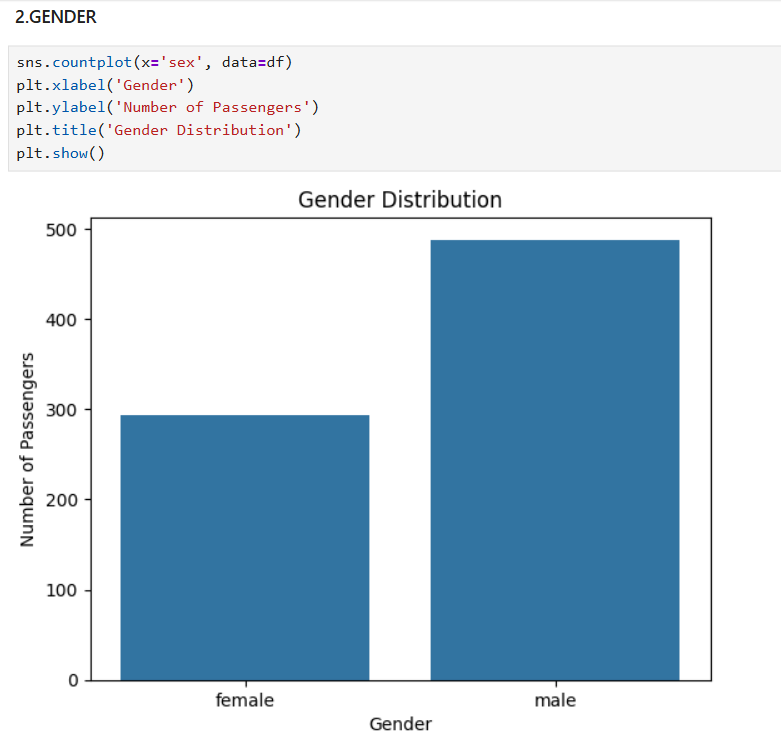 2.GENDER
sns.countplot(x='sex', data=df)
plt.xlabel('Gender')
plt.ylabel('Number of Passengers')
plt.title('Gender Distribution')
plt.show()
Gender Distribution
500
400
300
200
100
0
Number of Passengers
female male
Gender